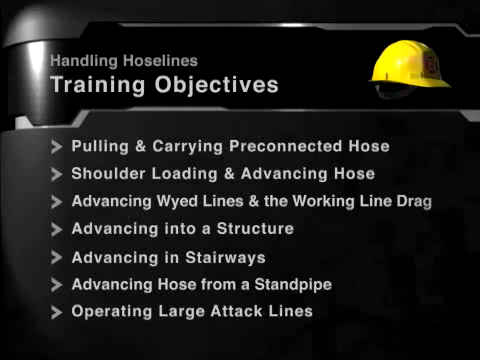 Handling Hoselines
Training Objectives
Pulling & Carrying Preconnected Hose
Shoulder Loading & Advancing Hose
Advancing Wyed Lines & the Working Line Drag
Advancing into a Structure
Advancing in Stairways
Advancing Hose from a Standpipe
Operating Large Attack Lines